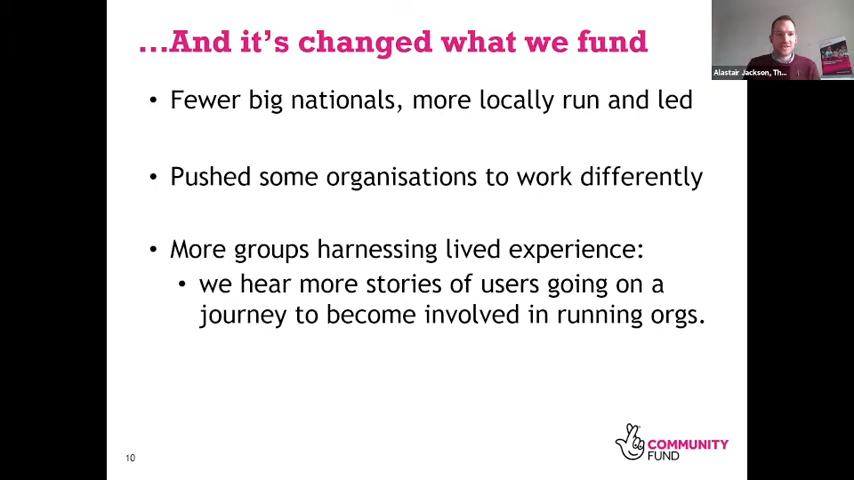 ...And it's changed what we fund
Alastair Jackson, Th...
• Fewer big nationals, more locally run and led
• Pushed some organisations to work differently
• More groups harnessing lived experience:
• we hear more stories of users going on a
journey to become involved in running orgs.
10
COMMUNITY
FUND